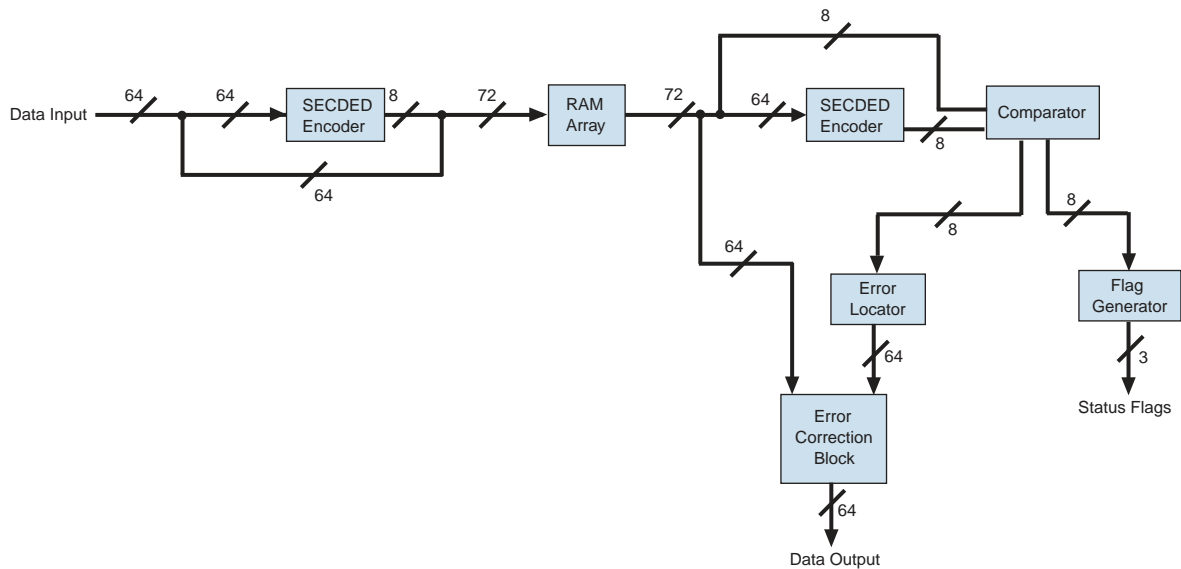 8
64
64
SECDED
Encoder
8
72
RAM
Array
72
64
SECDED
Encoder
8
Comparator
Data Input
64
8
8
64
Error
Locator
Flag
Generator
64
3
Status Flags
Error
Correction
Block
64
Data Output